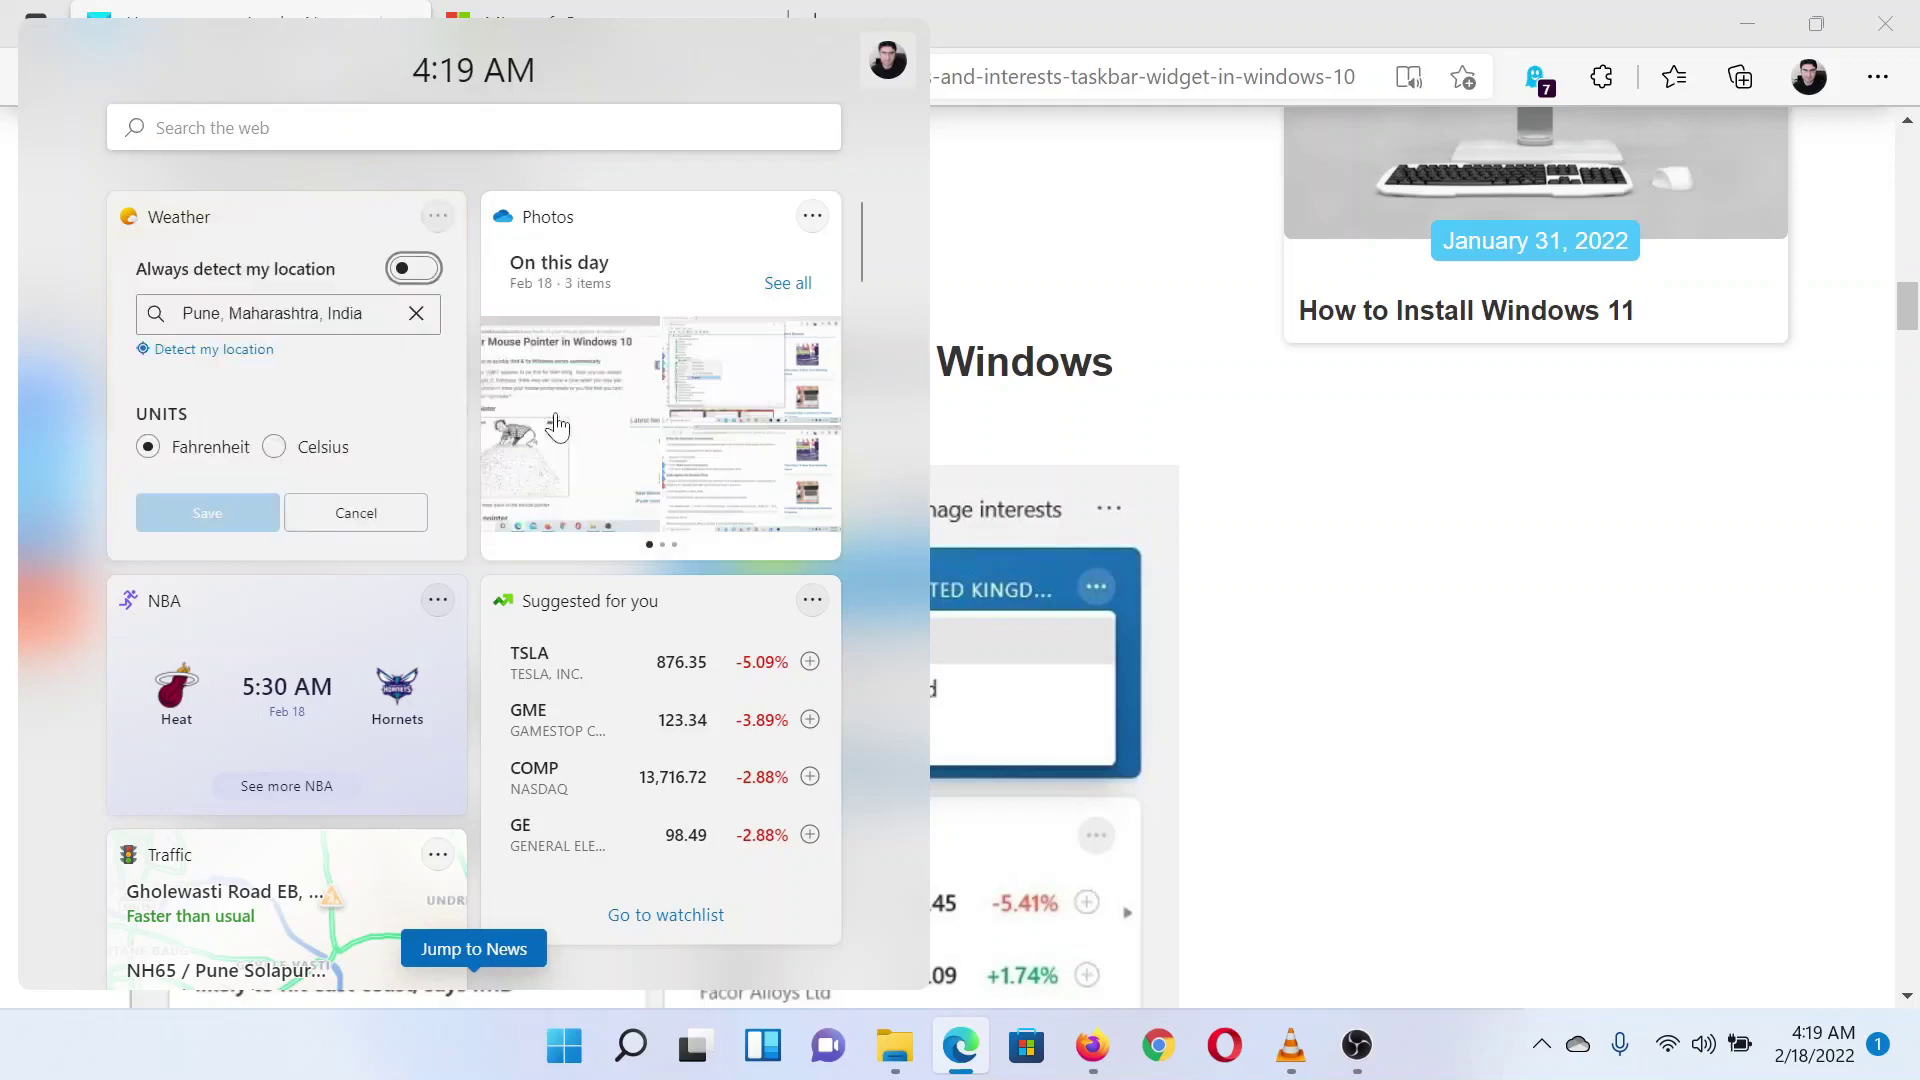 4:19 AM
Search the web
Weather
Always detect my location
Pune, Maharashtra, India
Detect my location
UNITS
Fahrenheit
Celsius
Save
Cancel
Photos
On this day
Feb 18 · 3 items
See all
r Mouse Pointer in Windows 10
NBA
5:30 AM
Feb 18
Heat
Hornets
See more NBA
Suggested for you
TSLA
876.35
-5.09%
TESLA, INC.
GME
123.34
-3.89%
GAMESTOP C...
COMP
13,716.72
-2.88%
NASDAQ
GE
98.49
-2.88%
GENERAL ELE...
Go to watchlist
Traffic
Gholewasti Road EB, ...
Faster than usual
UNDRI
NH65 / Pune Solapur...
Jump to News
s-and-interests-taskbar-widget-in-windows-10
7
January 31, 2022
How to Install Windows 11
Windows
nage interests
TED KINGD...
d
.45
-5.41%
.09
+1.74%
Facor Alloys Ltd
4:19 AM
2/18/2022
1